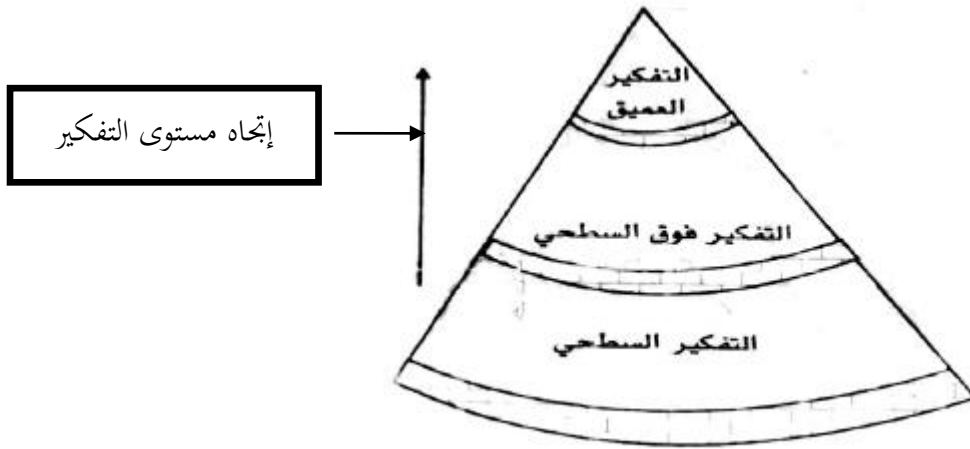 التفكير
العميق
إتجاه مستوى التفكير
التفكير فوق السطحي
التفكير السطحي